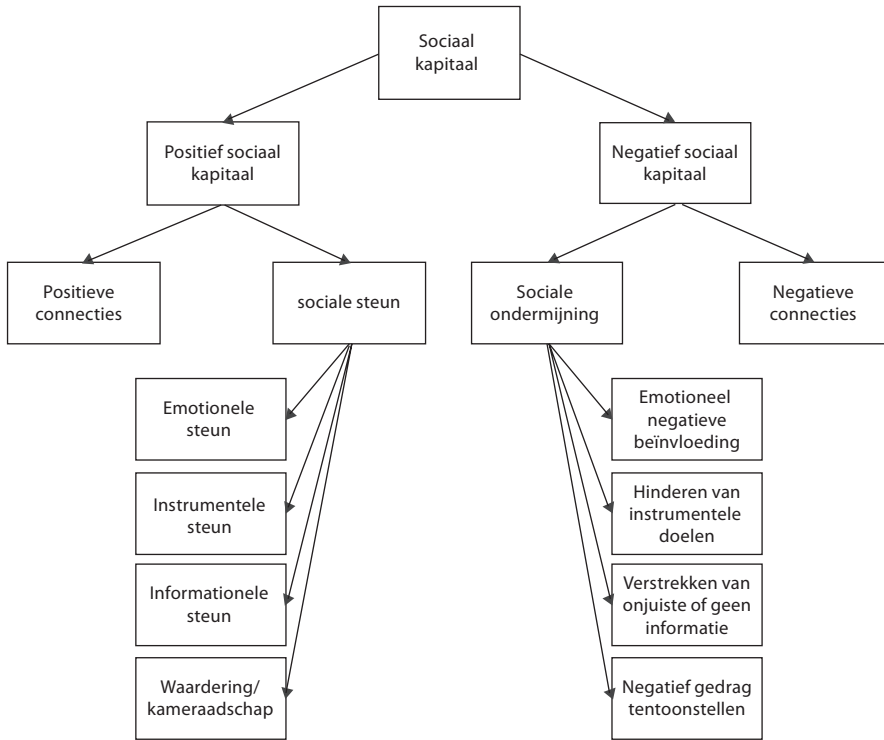 Sociaal
kapitaal
Positief sociaal
kapitaal
Negatief sociaal
kapitaal
Positieve
connecties
sociale steun
Sociale
ondermijning
Negatieve
connecties
Emotionele
steun
Instrumentele
steun
Informationele
steun
Waardering/
kameraadschap
Emotioneel
negatieve
beïnvloeding
Hinderen van
instrumentele
doelen
Verstrekken van
onjuiste of geen
informatie
Negatief gedrag
tentoonstellen